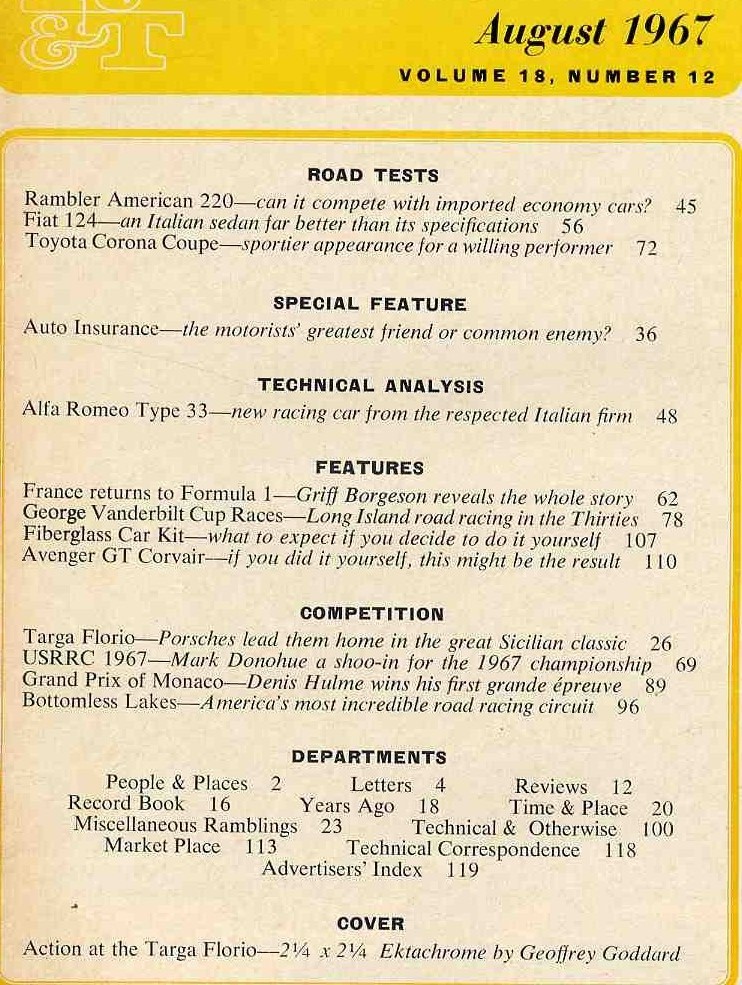 & T
August 1967
VOLUME 18, NUMBER 12
ROAD TESTS
Rambler American 220—can it compete with imported economy cars? 45
Fiat 124—an Italian sedan far better than its specifications 56
Toyota Corona Coupe—sportier appearance for a willing performer 72
SPECIAL FEATURE
Auto Insurance—the motorists' greatest friend or common enemy? 36
TECHNICAL ANALYSIS
Alfa Romeo Type 33—new racing car from the respected Italian firm 48
FEATURES
France returns to Formula 1—Griff Borgeson reveals the whole story 62
George Vanderbilt Cup Races—Long Island road racing in the Thirties 78
Fiberglass Car Kit—what to expect if you decide to do it yourself 107
Avenger GT Corvair—if you did it yourself, this might be the result 110
COMPETITION
Targa Florio—Porsches lead them home in the great Sicilian classic 26
USRRC 1967—Mark Donohue a shoo-in for the 1967 championship 69
Grand Prix of Monaco—Denis Hulme wins his first grande épreuve 89
Bottomless Lakes—America's most incredible road racing circuit 96
DEPARTMENTS
People & Places 2 Letters 4 Reviews 12
Record Book 16 Years Ago 18 Time & Place 20
Miscellaneous Ramblings 23 Technical & Otherwise 100
Market Place 113 Technical Correspondence 118
Advertisers' Index 119
COVER
Action at the Targa Florio—2¼ x 2¼ Ektachrome by Geoffrey Goddard